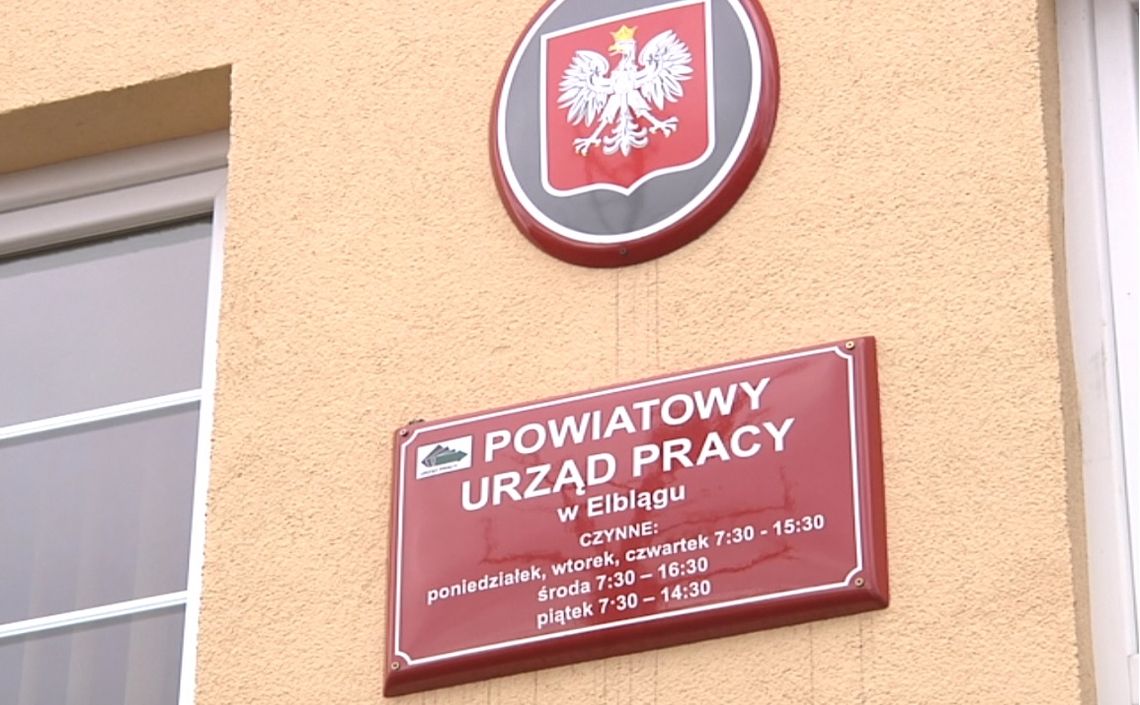 POWIATOWY
URZĄD PRACY
w Elblągu
CZYNNE:
poniedziałek, wtorek, czwartek 7:30 - 15:30
środa 7:30 – 16:30
piątek 7:30 – 14:30